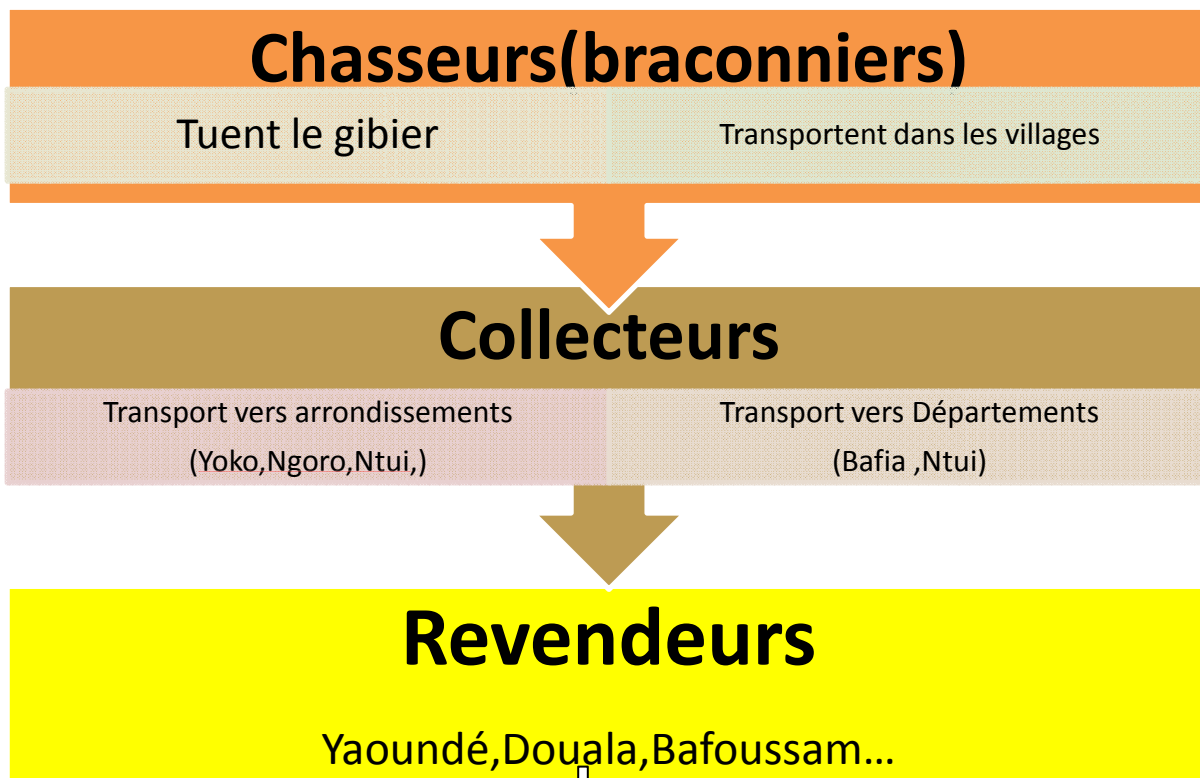 Chasseurs(braconniers)
Tuent le gibier
Transportent dans les villages
Collecteurs
Transport vers arrondissements
(Yoko,Ngoro,Ntui,)
Transport vers Départements
(Bafia ,Ntui)
Revendeurs
Yaoundé,Douala,Bafoussam…